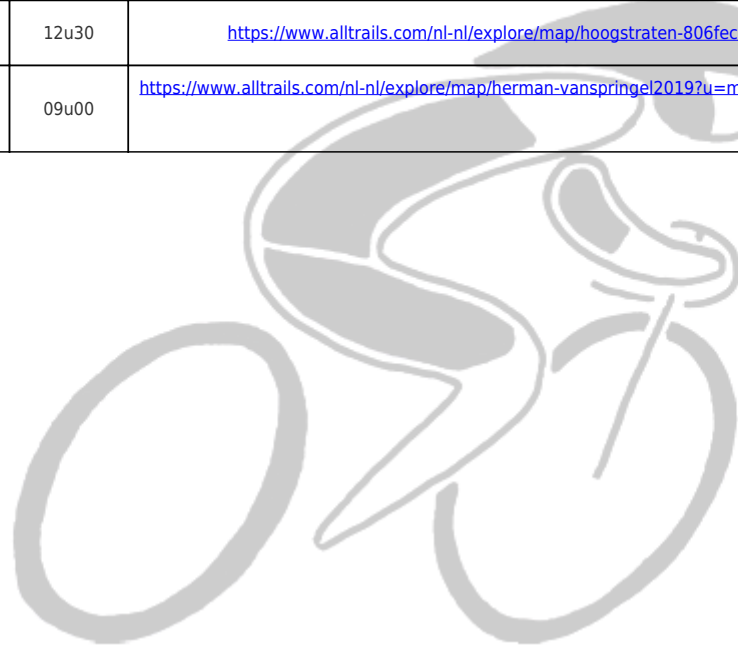 12u30
https://www.alltrails.com/nl-nl/explore/map/hoogstraten-806fec
https://www.alltrails.com/nl-nl/explore/map/herman-vanspringel2019?u=m
09u00